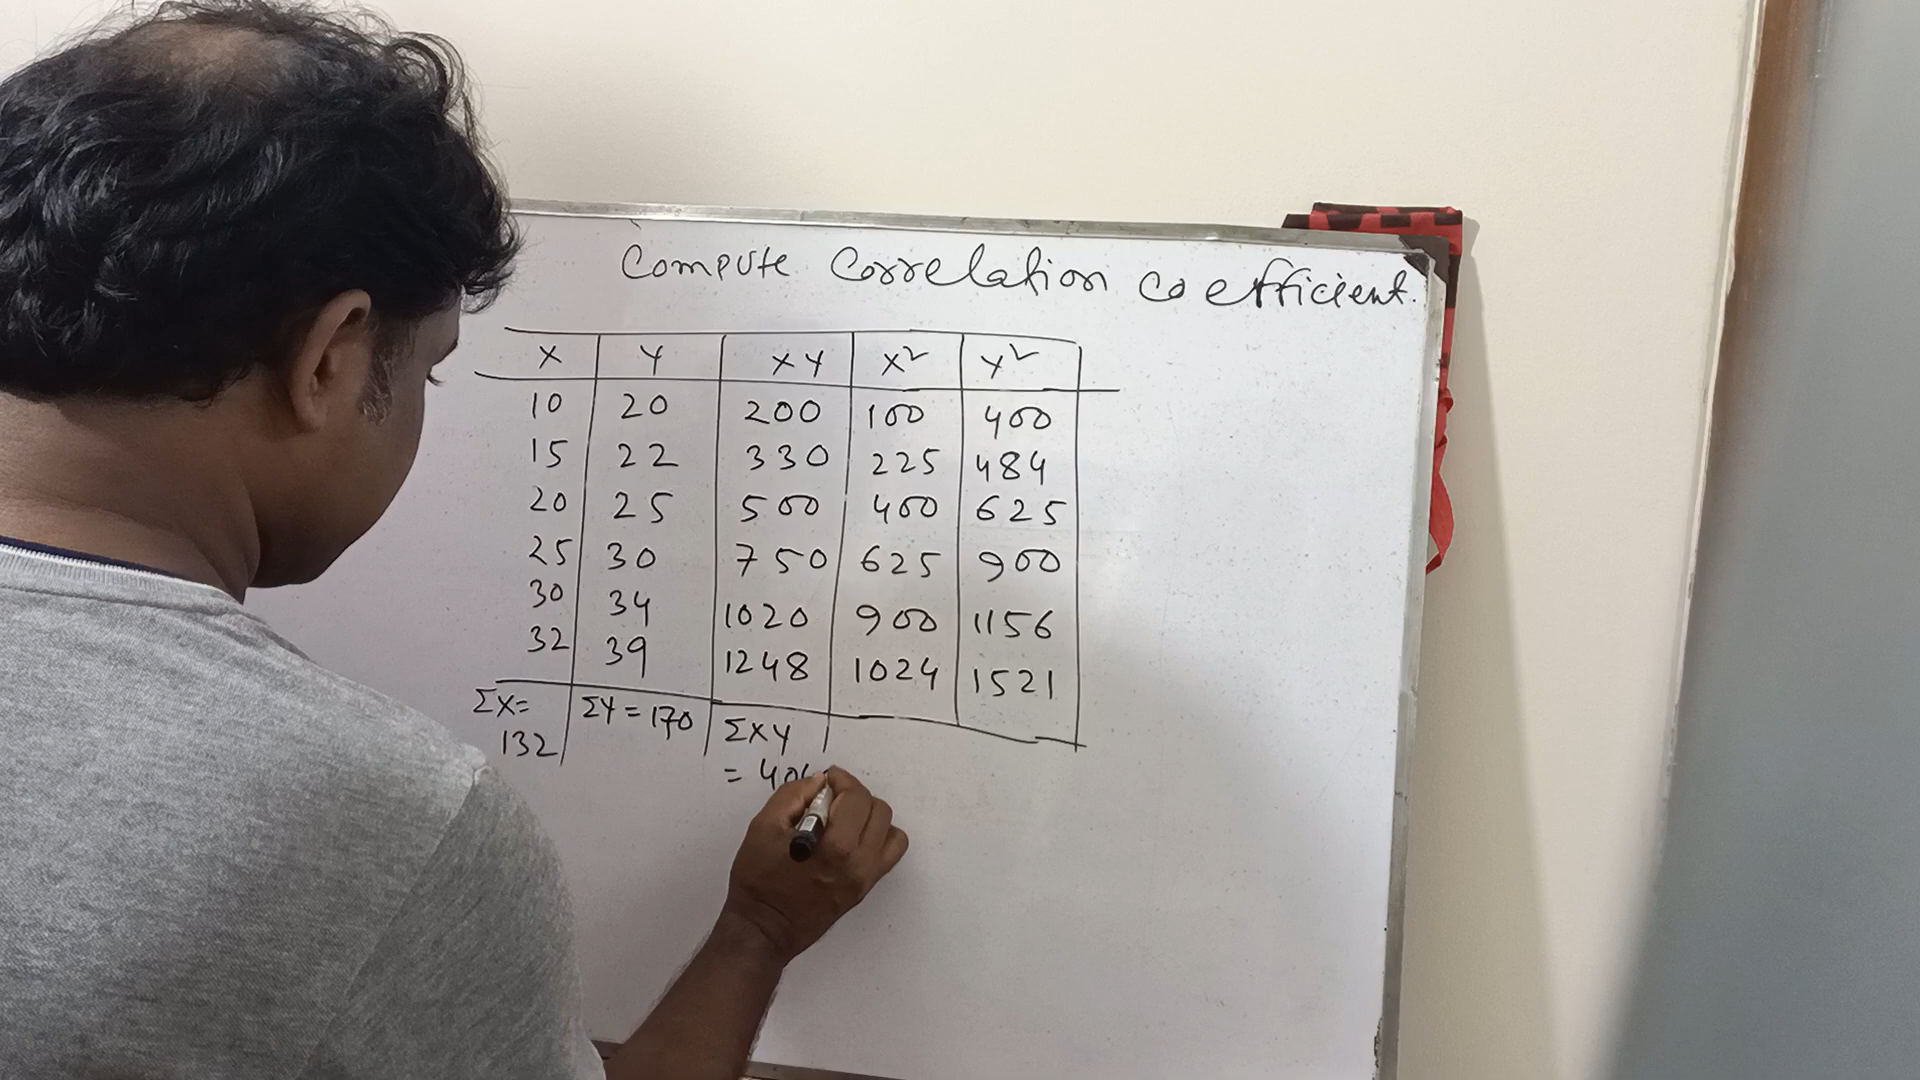 Compute Correlation Coefficient.
X Y XY X² Y²
10 20 200 100 400
15 22 330 225 484
20 25 500 400 625
25 30 750 625 900
30 34 1020 900 1156
32 39 1248 1024 1521
ΣX= ΣY=170 ΣXY
132 =